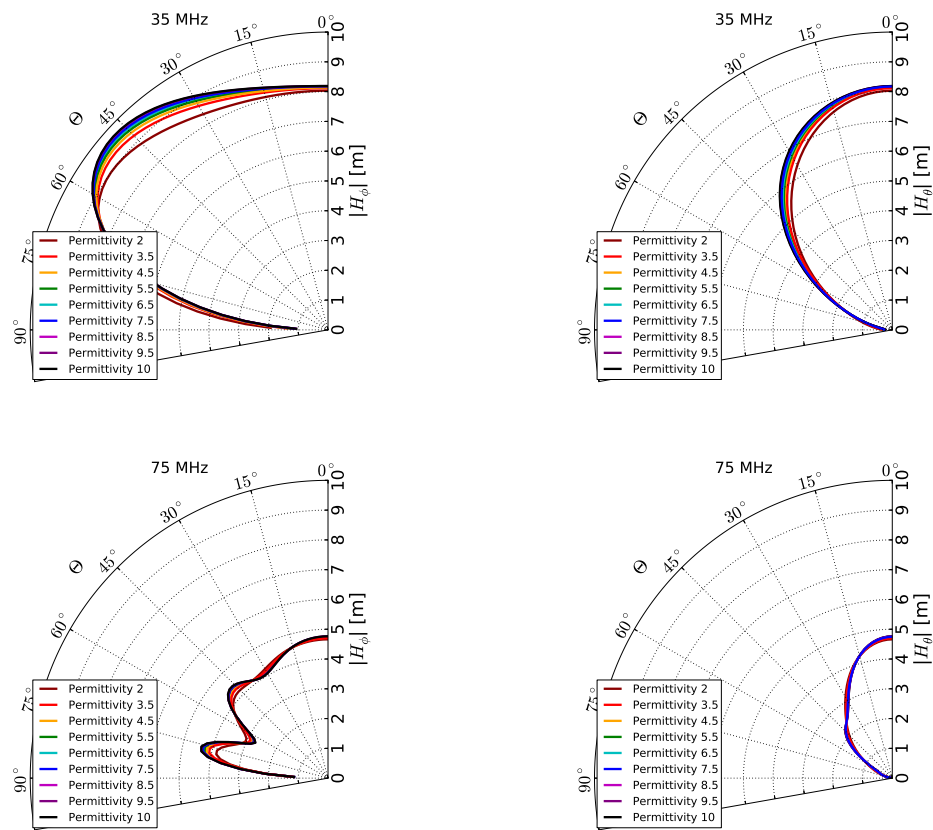 35 MHz
0°
15°
30°
45°
60°
75°
90°
Θ
10
9
8
7
6
5
4
3
2
1
0
|H_ϕ| [m]
Permittivity 2
Permittivity 3.5
Permittivity 4.5
Permittivity 5.5
Permittivity 6.5
Permittivity 7.5
Permittivity 8.5
Permittivity 9.5
Permittivity 10
35 MHz
0°
15°
30°
45°
60°
75°
90°
Θ
10
9
8
7
6
5
4
3
2
1
0
|H_θ| [m]
Permittivity 2
Permittivity 3.5
Permittivity 4.5
Permittivity 5.5
Permittivity 6.5
Permittivity 7.5
Permittivity 8.5
Permittivity 9.5
Permittivity 10
75 MHz
0°
15°
30°
45°
60°
75°
90°
Θ
10
9
8
7
6
5
4
3
2
1
0
|H_ϕ| [m]
Permittivity 2
Permittivity 3.5
Permittivity 4.5
Permittivity 5.5
Permittivity 6.5
Permittivity 7.5
Permittivity 8.5
Permittivity 9.5
Permittivity 10
75 MHz
0°
15°
30°
45°
60°
75°
90°
Θ
10
9
8
7
6
5
4
3
2
1
0
|H_θ| [m]
Permittivity 2
Permittivity 3.5
Permittivity 4.5
Permittivity 5.5
Permittivity 6.5
Permittivity 7.5
Permittivity 8.5
Permittivity 9.5
Permittivity 10